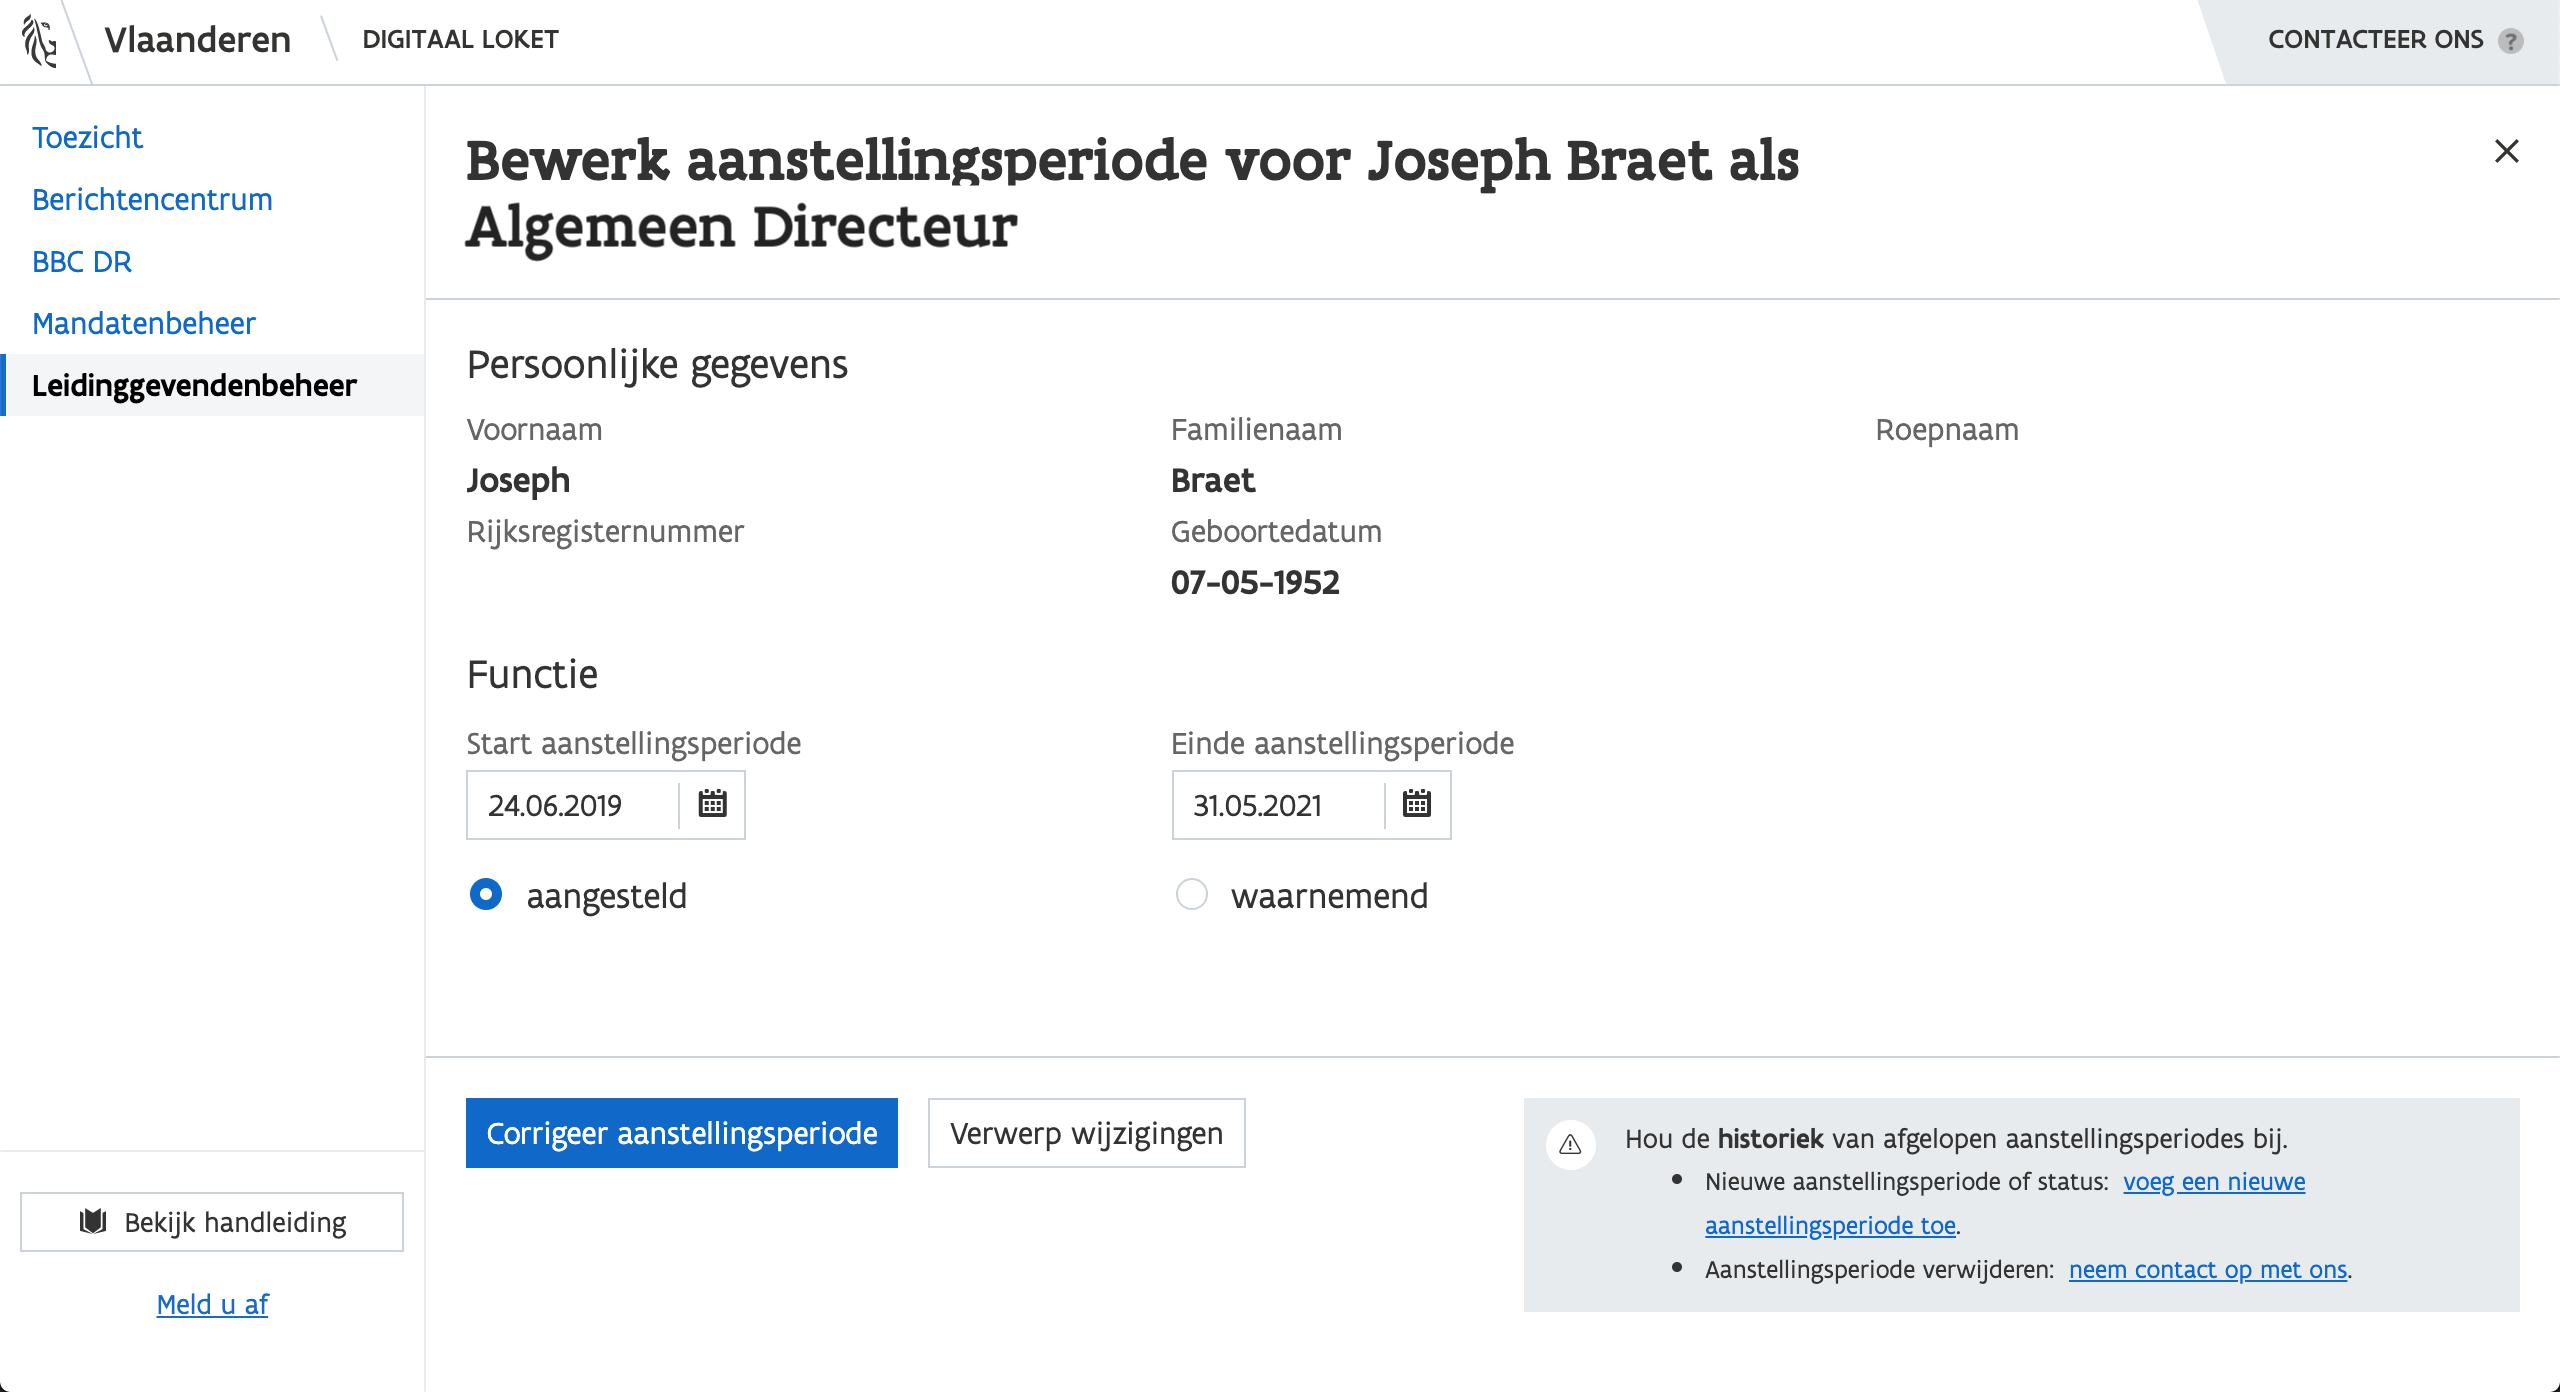 Vlaanderen
DIGITAAL LOKET
CONTACTEER ONS ?
Toezicht
Berichtencentrum
BBC DR
Mandatenbeheer
Leidinggevendenbeheer
Bekijk handleiding
Meld u af
Bewerk aanstellingsperiode voor Joseph Braet als
Algemeen Directeur
Persoonlijke gegevens
Voornaam
Joseph
Familienaam
Braet
Roepnaam
Rijksregisternummer
Geboortedatum
07-05-1952
Functie
Start aanstellingsperiode
24.06.2019
Einde aanstellingsperiode
31.05.2021
aangesteld
waarnemend
Corrigeer aanstellingsperiode
Verwerp wijzigingen
Hou de historiek van afgelopen aanstellingsperiodes bij.
• Nieuwe aanstellingsperiode of status: voeg een nieuwe
aanstellingsperiode toe.
• Aanstellingsperiode verwijderen: neem contact op met ons.